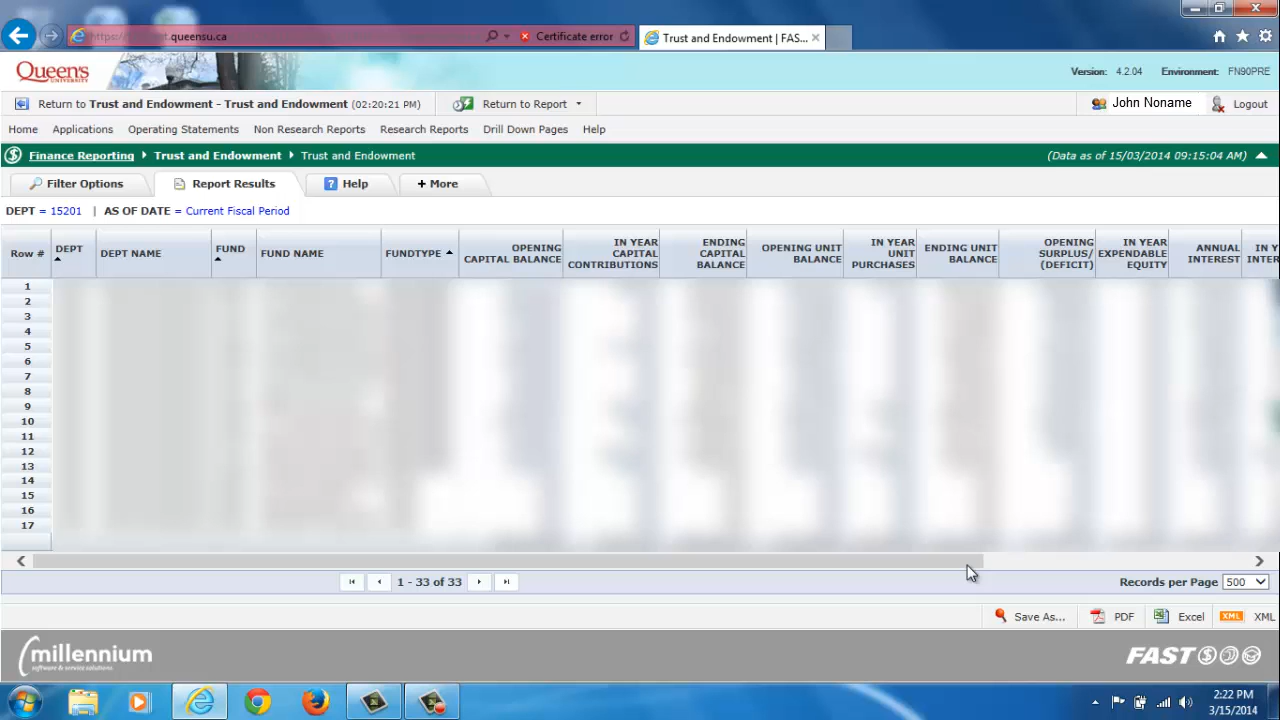 queensu.ca
Certificate error
Trust and Endowment | FAS...
Queen's
UNIVERSITY
Version: 4.2.04 Environment: FN90PRE
Return to Trust and Endowment - Trust and Endowment (02:20:21 PM) Return to Report John Noname Logout
Home Applications Operating Statements Non Research Reports Research Reports Drill Down Pages Help
Finance Reporting Trust and Endowment Trust and Endowment (Data as of 15/03/2014 09:15:04 AM)
Filter Options Report Results Help + More
DEPT = 15201 | AS OF DATE = Current Fiscal Period
Row #
DEPT
DEPT NAME
FUND
FUND NAME
FUNDTYPE
OPENING
CAPITAL BALANCE
IN YEAR
CAPITAL
CONTRIBUTIONS
ENDING
CAPITAL
BALANCE
OPENING UNIT
BALANCE
IN YEAR
UNIT
PURCHASES
ENDING UNIT
BALANCE
OPENING
SURPLUS/
(DEFICIT)
IN YEAR
EXPENDABLE
EQUITY
ANNUAL
INTEREST
IN Y
INTER
1
2
3
4
5
6
7
8
9
10
11
12
13
14
15
16
17
1 - 33 of 33 Records per Page 500
Save As... PDF Excel XML XML
millennium
software & service solutions
FAST
2:22 PM
3/15/2014